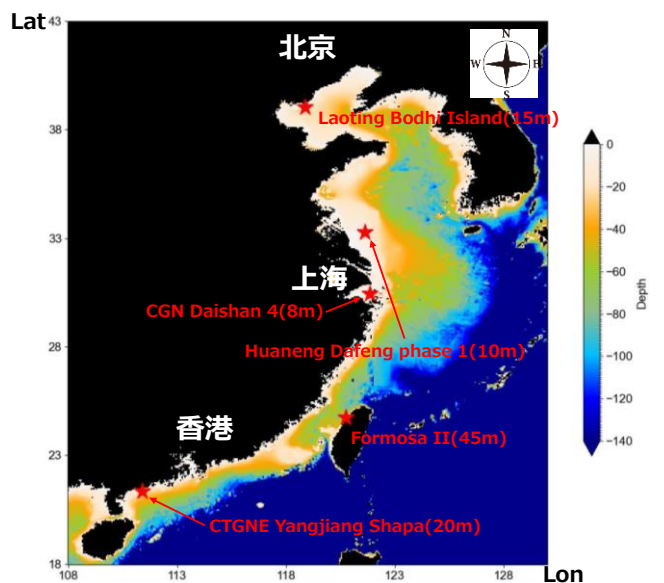 Lat
43
北京
N
W E
S
Laoting Bodhi Island(15m)
38
0
-20
33
-40
上海
-60
CGN Daishan 4(8m)
Depth
-80
28
Huaneng Dafeng phase 1(10m)
-100
香港
-120
Formosa II(45m)
-140
23
CTGNE Yangjiang Shapa(20m)
18
108
113
118
123
128
Lon